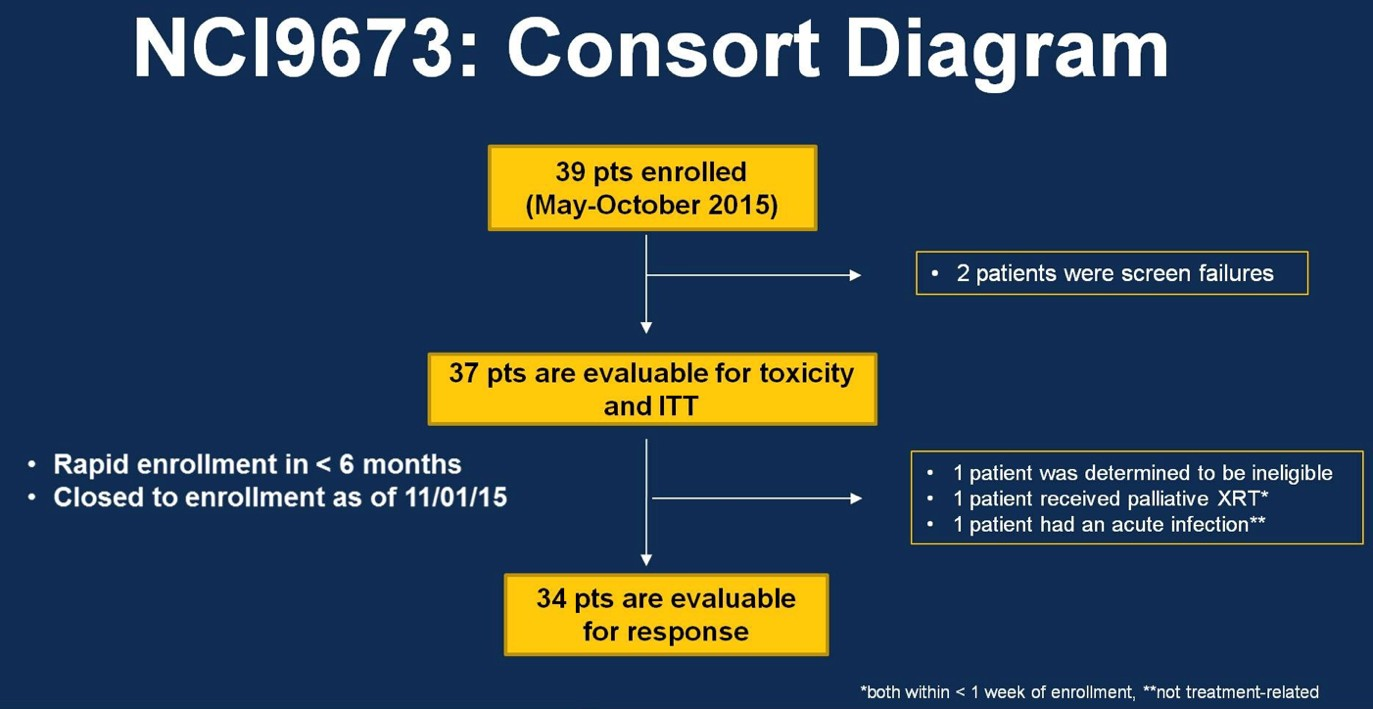 NCI9673: Consort Diagram
39 pts enrolled
(May-October 2015)
• 2 patients were screen failures
37 pts are evaluable for toxicity
and ITT
• Rapid enrollment in < 6 months
• Closed to enrollment as of 11/01/15
• 1 patient was determined to be ineligible
• 1 patient received palliative XRT*
• 1 patient had an acute infection**
34 pts are evaluable
for response
*both within < 1 week of enrollment, **not treatment-related